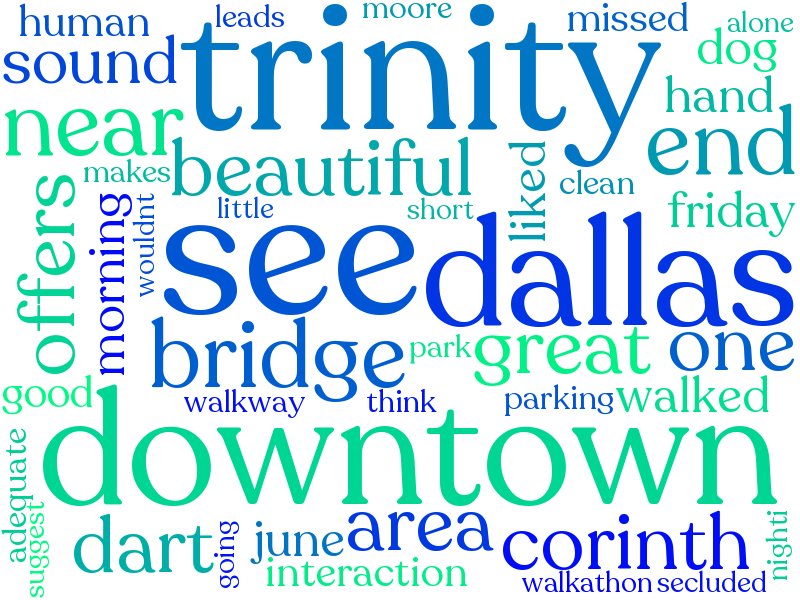 human
leads
moore
missed
alone
sound
trinity
dog
near
hand
end
makes
beautiful
liked
clean
offers
morning
wouldnt
little
short
friday
see
dallas
bridge
park
great
one
good
walkway
think
parking
walked
downtown
adequate
suggest
dart
going
june
area
corinth
nighti
interaction
walkathon
secluded